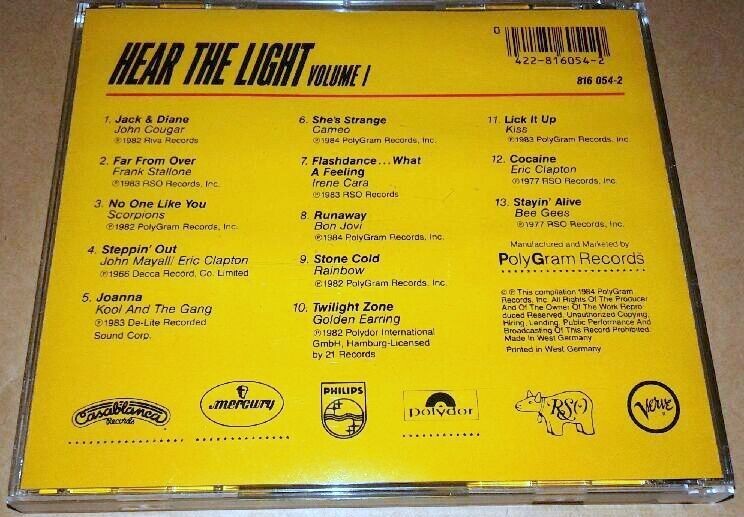 HEAR THE LIGHT VOLUME I
0
422-816054-2
816 054-2
1. Jack & Diane
John Cougar
℗1982 Riva Records
2. Far From Over
Frank Stallone
℗1983 RSO Records, Inc.
3. No One Like You
Scorpions
℗1982 PolyGram Records, Inc.
4. Steppin' Out
John Mayall/ Eric Clapton
℗1966 Decca Record, Co. Limited
5. Joanna
Kool And The Gang
℗1983 De-Lite Recorded
Sound Corp.
6. She's Strange
Cameo
℗1984 PolyGram Records, Inc.
7. Flashdance...What
A Feeling
Irene Cara
℗1983 RSO Records, Inc.
8. Runaway
Bon Jovi
℗1984 PolyGram Records, Inc.
9. Stone Cold
Rainbow
℗1982 PolyGram Records, Inc.
10. Twilight Zone
Golden Earring
℗1982 Polydor International
GmbH, Hamburg-Licensed
by 21 Records
11. Lick It Up
Kiss
℗1983 PolyGram Records, Inc.
12. Cocaine
Eric Clapton
℗1977 RSO Records, Inc.
13. Stayin' Alive
Bee Gees
℗1977 RSO Records, Inc.
Manufactured and Marketed by
PolyGram Records
© ℗ This compilation 1984 PolyGram
Records, Inc. All Rights Of The Producer
And Of The Owner Of The Work Repro-
duced Reserved. Unauthorized Copying,
Hiring, Lending, Public Performance And
Broadcasting Of This Record Prohibited.
Made In West Germany
Printed in West Germany
Casablanca
Records
mercury
PHILIPS
polydor
RSO
Verve